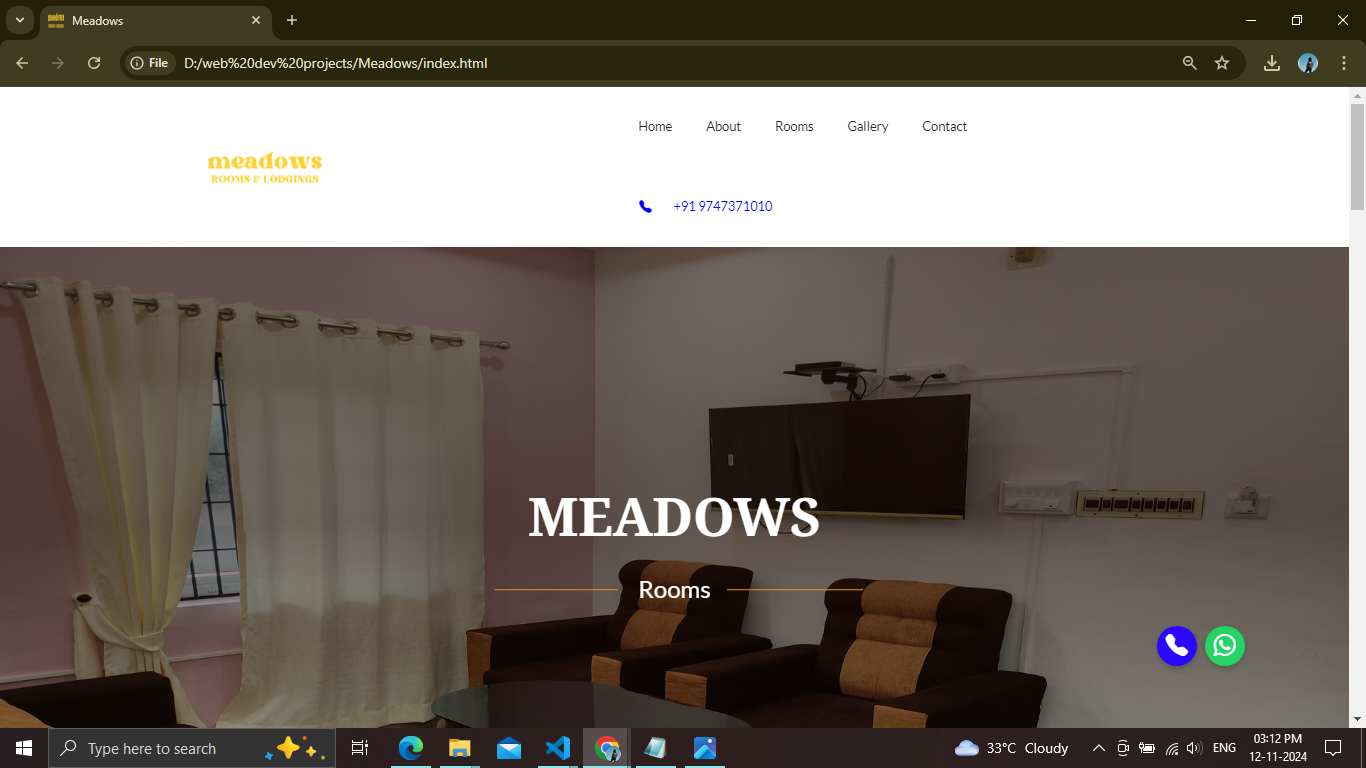 Meadows
File D:/web%20dev%20projects/Meadows/index.html
Home About Rooms Gallery Contact
meadows
ROOMS & LODGINGS
+91 9747371010
MEADOWS
Rooms
Type here to search
33°C Cloudy
ENG
03:12 PM
12-11-2024